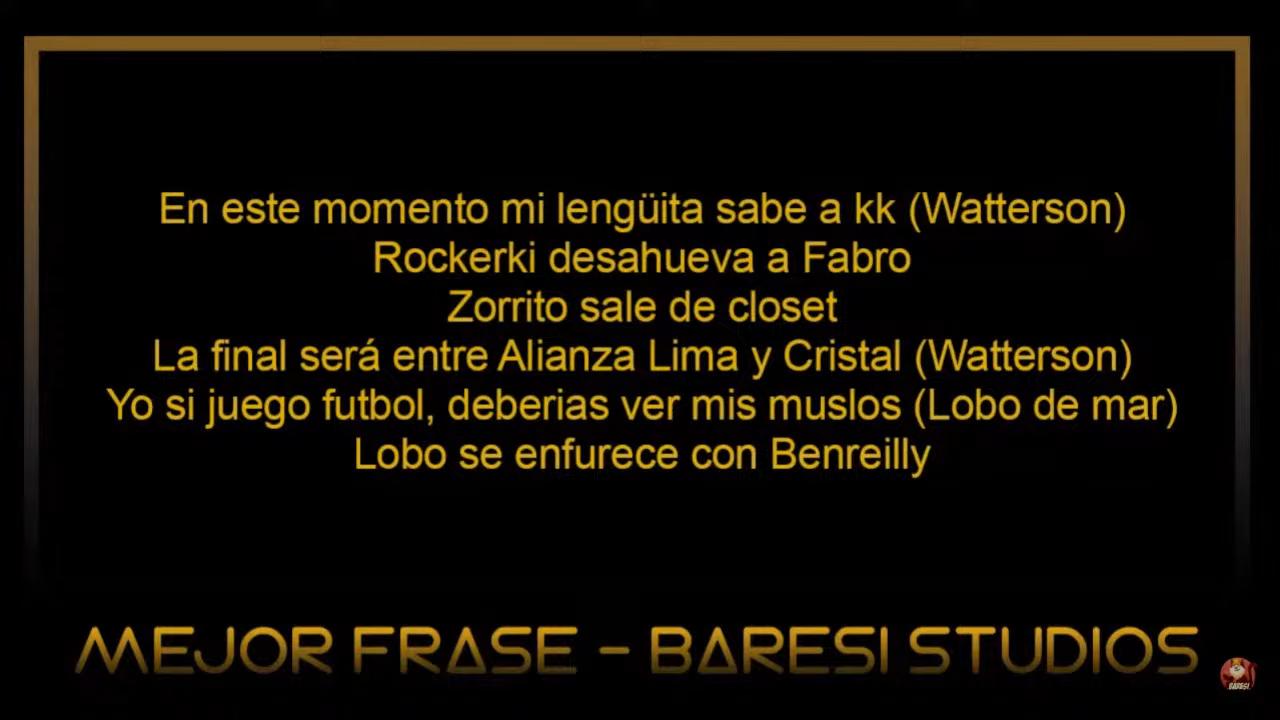 En este momento mi lengüita sabe a kk (Watterson)
Rockerki desahueva a Fabro
Zorrito sale de closet
La final será entre Alianza Lima y Cristal (Watterson)
Yo si juego futbol, deberias ver mis muslos (Lobo de mar)
Lobo se enfurece con Benreilly
MEJOR FRASE - BARESI STUDIOS
BARESI